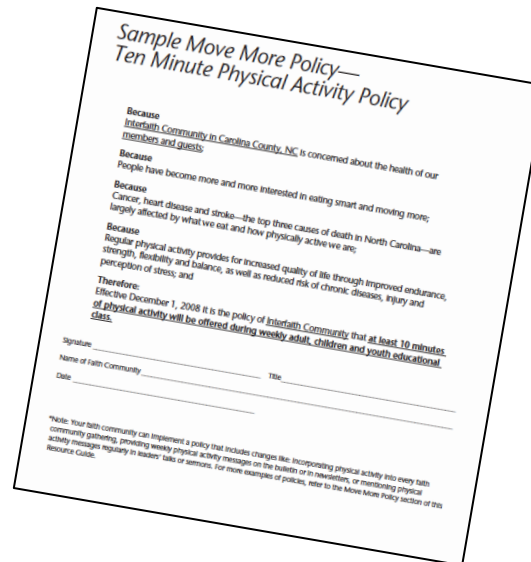 Sample Move More Policy—
Ten Minute Physical Activity Policy
Because
Interfaith Community in Carolina County, NC is concerned about the health of our
members and guests;
Because
People have become more and more interested in eating smart and moving more;
Because
Cancer, heart disease and stroke—the top three causes of death in North Carolina—are
largely affected by what we eat and how physically active we are;
Because
Regular physical activity provides for increased quality of life through improved endurance,
strength, flexibility and balance, as well as reduced risk of chronic diseases, injury and
perception of stress; and
Therefore:
Effective December 1, 2008 It is the policy of Interfaith Community that at least 10 minutes
of physical activity will be offered during weekly adult, children and youth educational
class.
Signature Title
Name of Faith Community
Date
*Note: Your faith community can implement a policy that includes changes like: incorporating physical activity into every faith
community gathering, providing weekly physical activity messages on the bulletin or in newsletters, or mentioning physical
activity messages regularly in leaders' talks or sermons. For more examples of policies, refer to the Move More Policy section of this
Resource Guide.